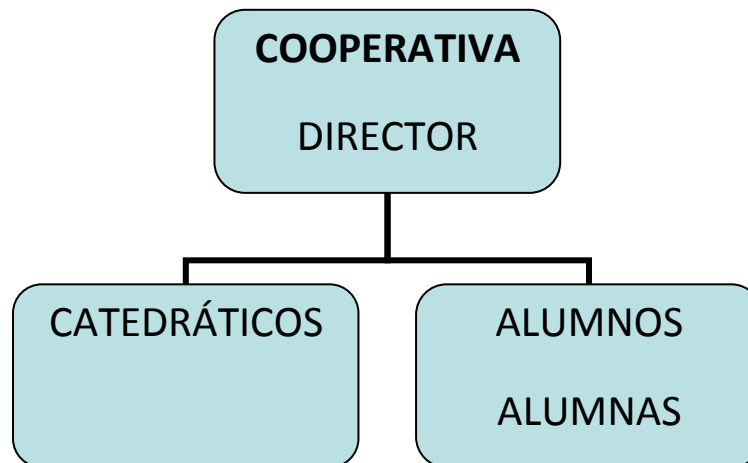 COOPERATIVA
DIRECTOR
CATEDRÁTICOS
ALUMNOS
ALUMNAS